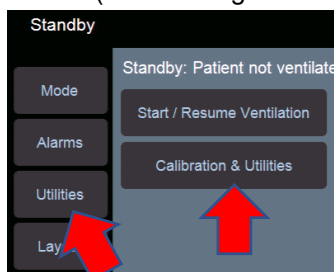 Standby
Standby: Patient not ventilate
Mode
Start / Resume Ventilation
Alarms
Calibration & Utilities
Utilities